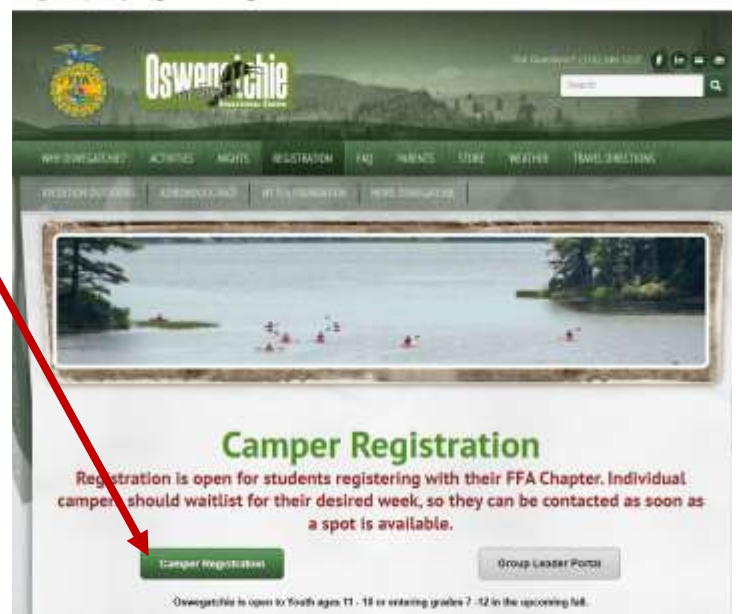 FFA
Oswegatchie
Search
WHY OSWEGATCHIE? ACTIVITIES NIGHTS REGISTRATION FAQ PARENTS STORE WEATHER TRAVEL DIRECTIONS
Camper Registration
Registration is open for students registering with their FFA Chapter. Individual
campers should waitlist for their desired week, so they can be contacted as soon as
a spot is available.
Camper Registration Group Leader Portal
Oswegatchie is open to Youth ages 11 - 18 or entering grades 7 -12 in the upcoming fall.